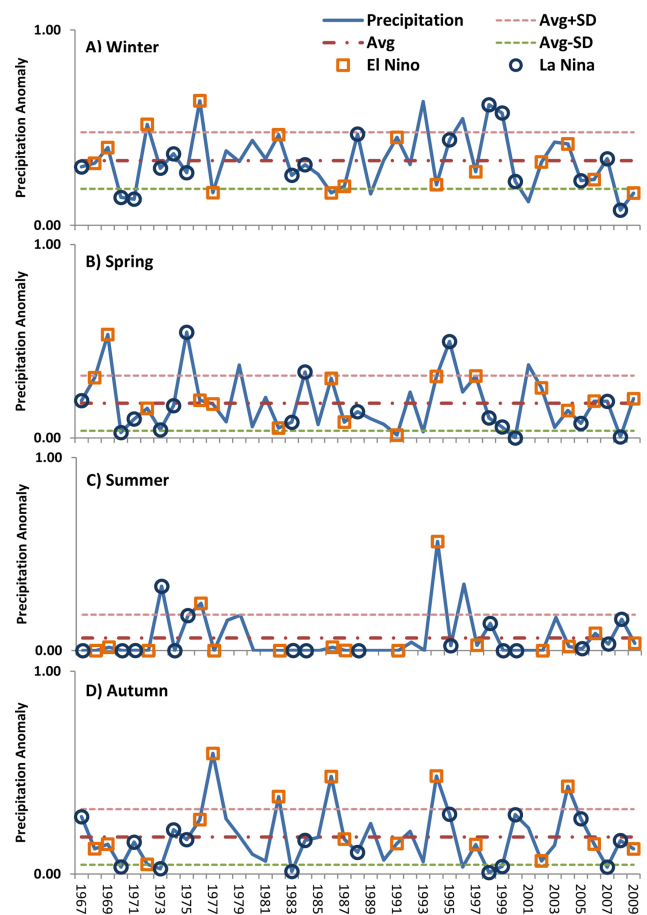 1.00
Precipitation
Avg+SD
Avg
Avg-SD
El Nino
La Nina
A) Winter
Precipitation Anomaly
0.00
1.00
B) Spring
Precipitation Anomaly
0.00
1.00
C) Summer
Precipitation Anomaly
0.00
1.00
D) Autumn
Precipitation Anomaly
0.00
1967
1969
1971
1973
1975
1977
1979
1981
1983
1985
1987
1989
1991
1993
1995
1997
1999
2001
2003
2005
2007
2009